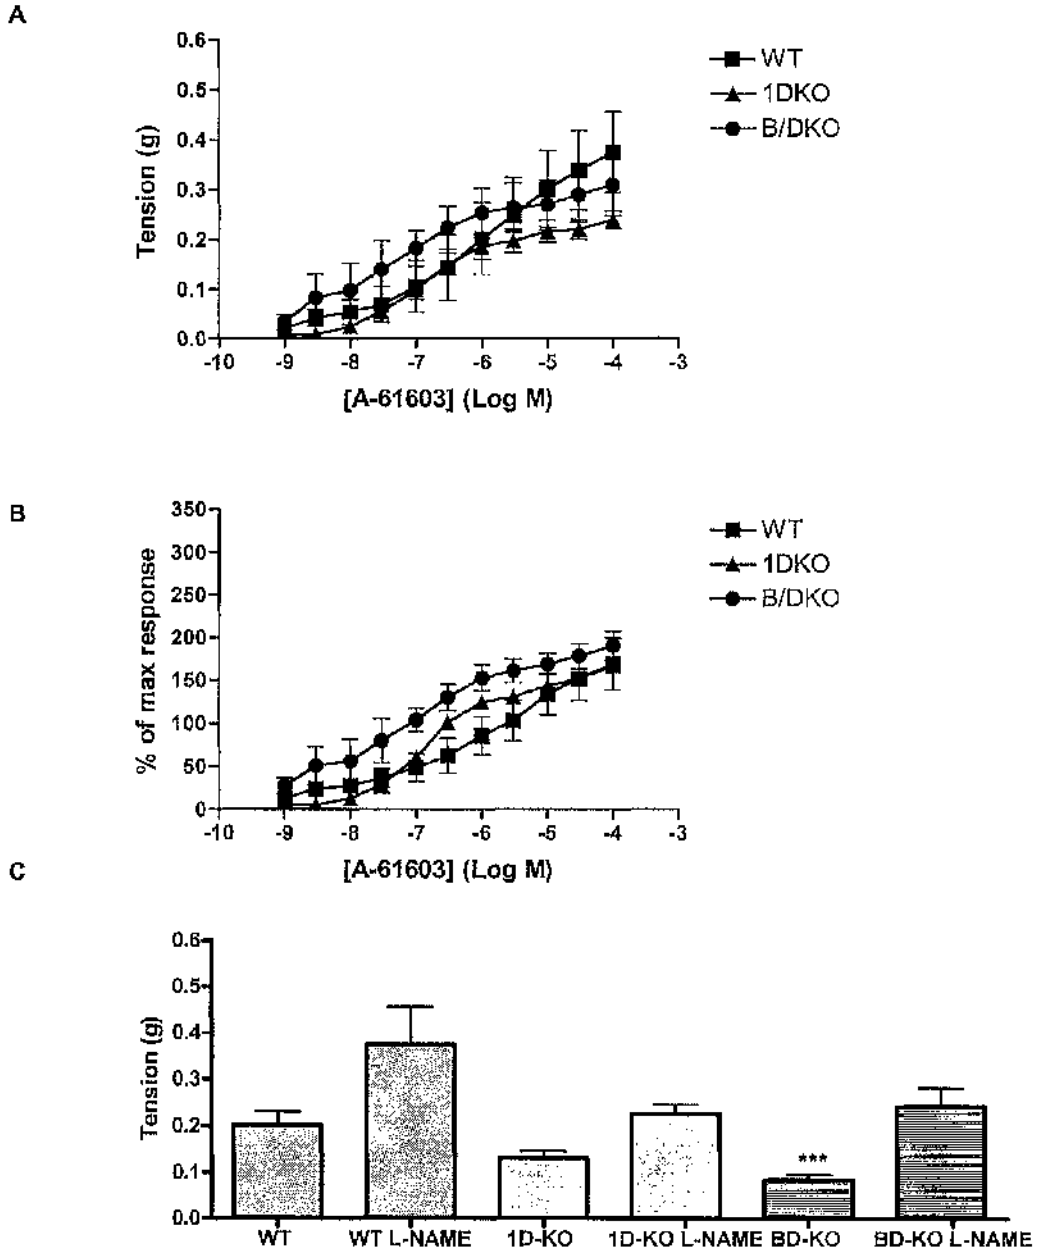 A
0.6
0.5
0.4
0.3
0.2
0.1
0.0
Tension (g)
-10 -9 -8 -7 -6 -5 -4 -3
[A-61603] (Log M)
WT
1DKO
B/DKO
B
350
300
250
200
150
100
50
0
% of max response
-10 -9 -8 -7 -6 -5 -4 -3
[A-61603] (Log M)
WT
1DKO
B/DKO
C
0.6
0.5
0.4
0.3
0.2
0.1
0.0
Tension (g)
***
WT WT L-NAME 1D-KO 1D-KO L-NAME BD-KO BD-KO L-NAME